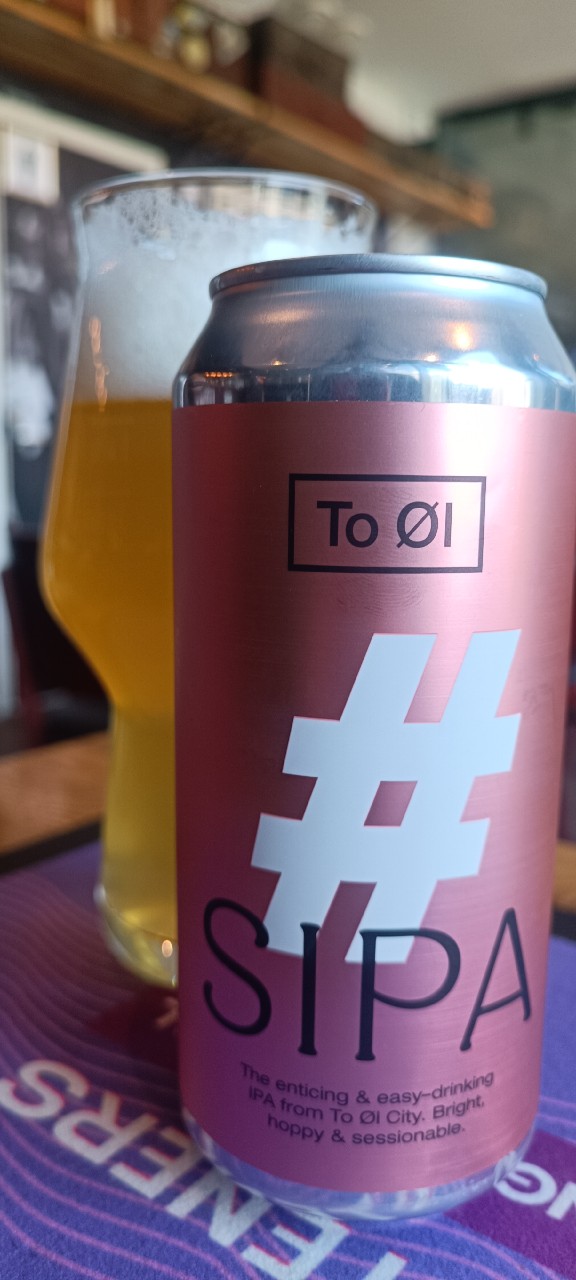 To Øl
#
SIPA
The enticing & easy-drinking
IPA from To Øl City. Bright,
hoppy & sessionable.